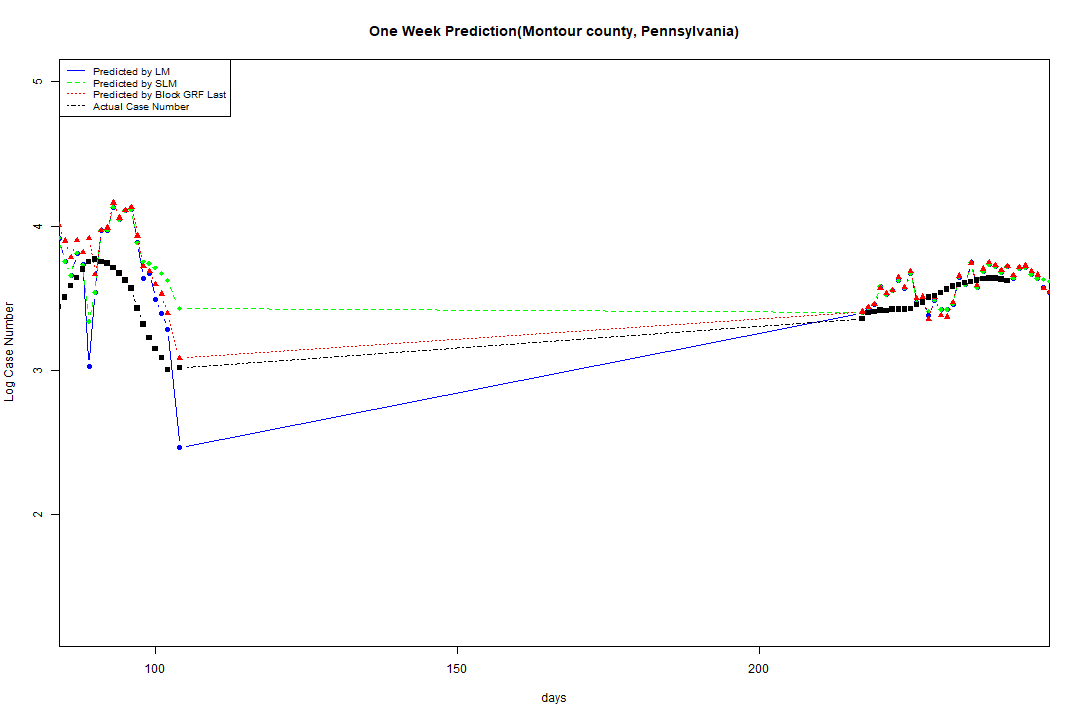 One Week Prediction(Montour county, Pennsylvania)
Predicted by LM
Predicted by SLM
Predicted by Block GRF Last
Actual Case Number
5
4
3
2
Log Case Number
100 150 200
days